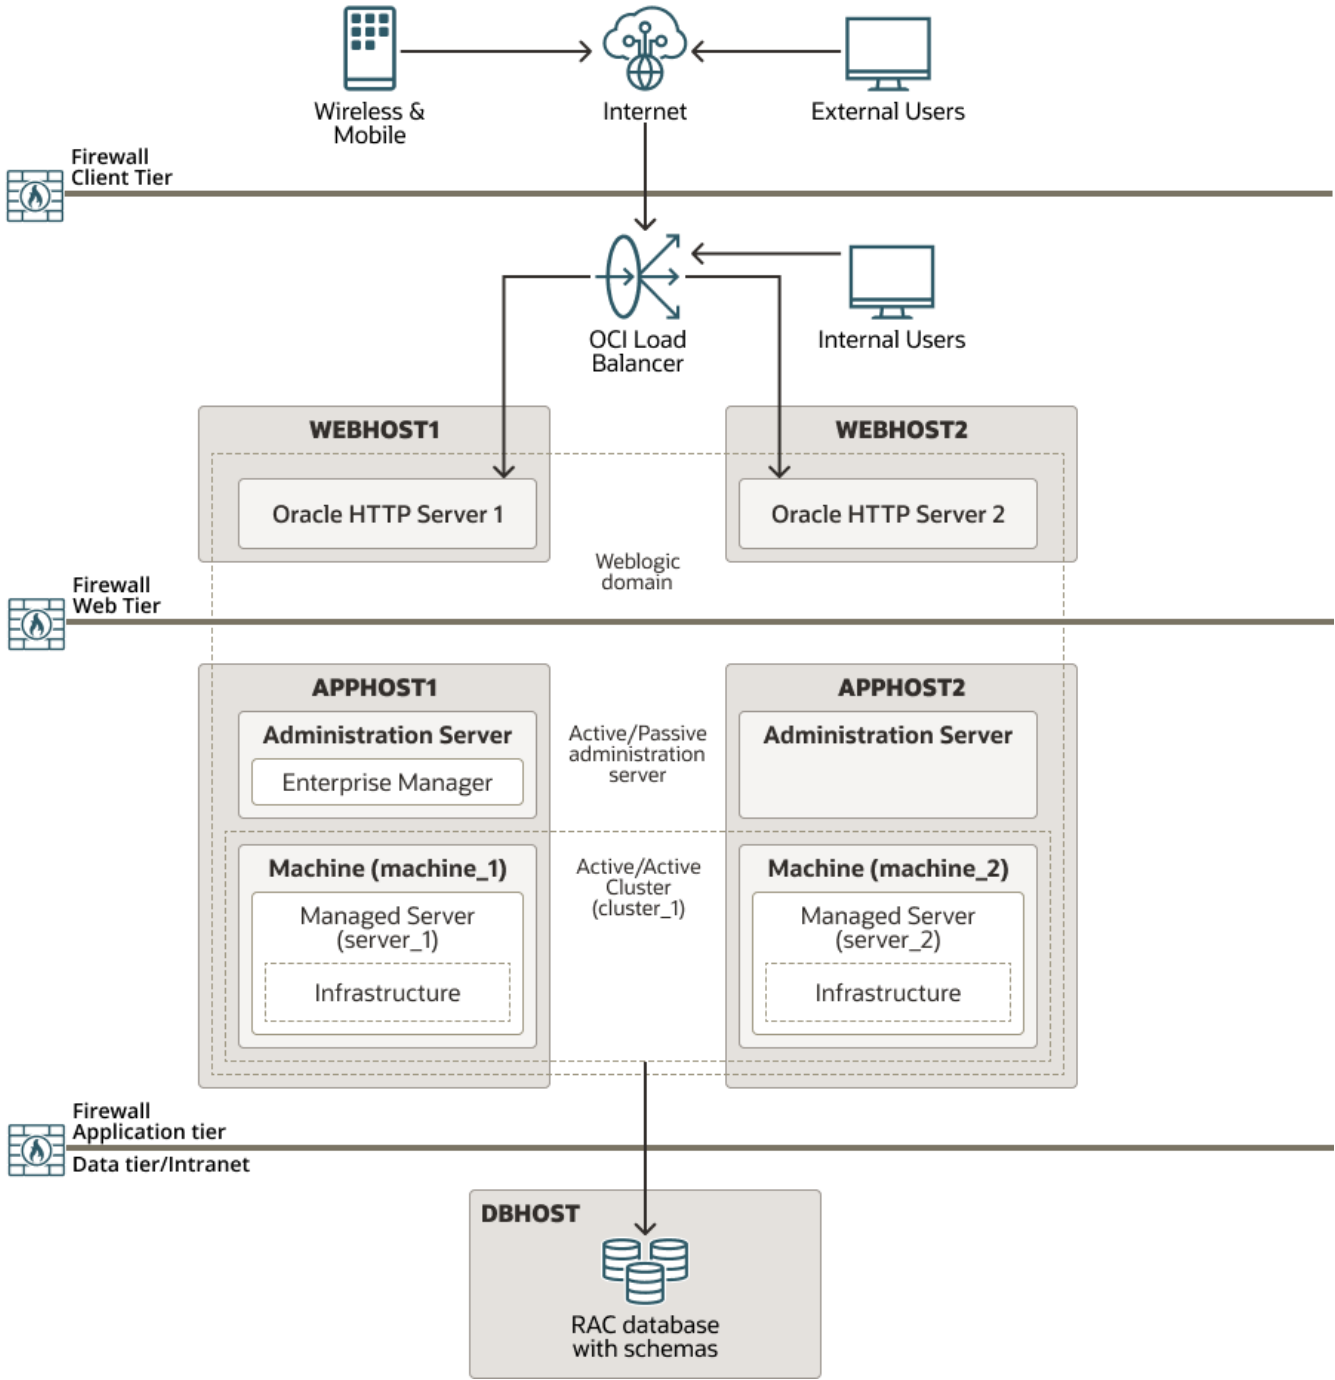 Wireless &
Mobile
Internet
External Users
Firewall
Client Tier
OCI Load
Balancer
Internal Users
WEBHOST1
WEBHOST2
Oracle HTTP Server 1
Oracle HTTP Server 2
Weblogic
domain
Firewall
Web Tier
APPHOST1
APPHOST2
Administration Server
Enterprise Manager
Active/Passive
administration
server
Administration Server
Machine (machine_1)
Managed Server
(server_1)
Infrastructure
Active/Active
Cluster
(cluster_1)
Machine (machine_2)
Managed Server
(server_2)
Infrastructure
Firewall
Application tier
Data tier/Intranet
DBHOST
RAC database
with schemas